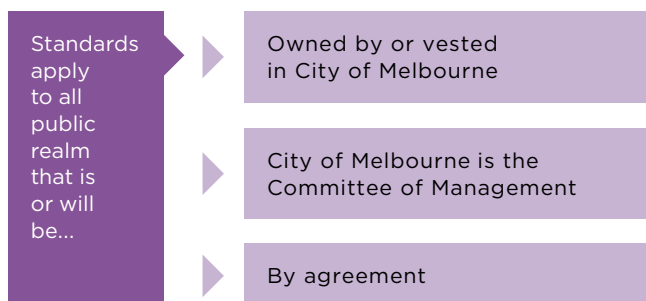 Standards
apply
to all
public
realm
that is
or will
be...
Owned by or vested
in City of Melbourne
City of Melbourne is the
Committee of Management
By agreement